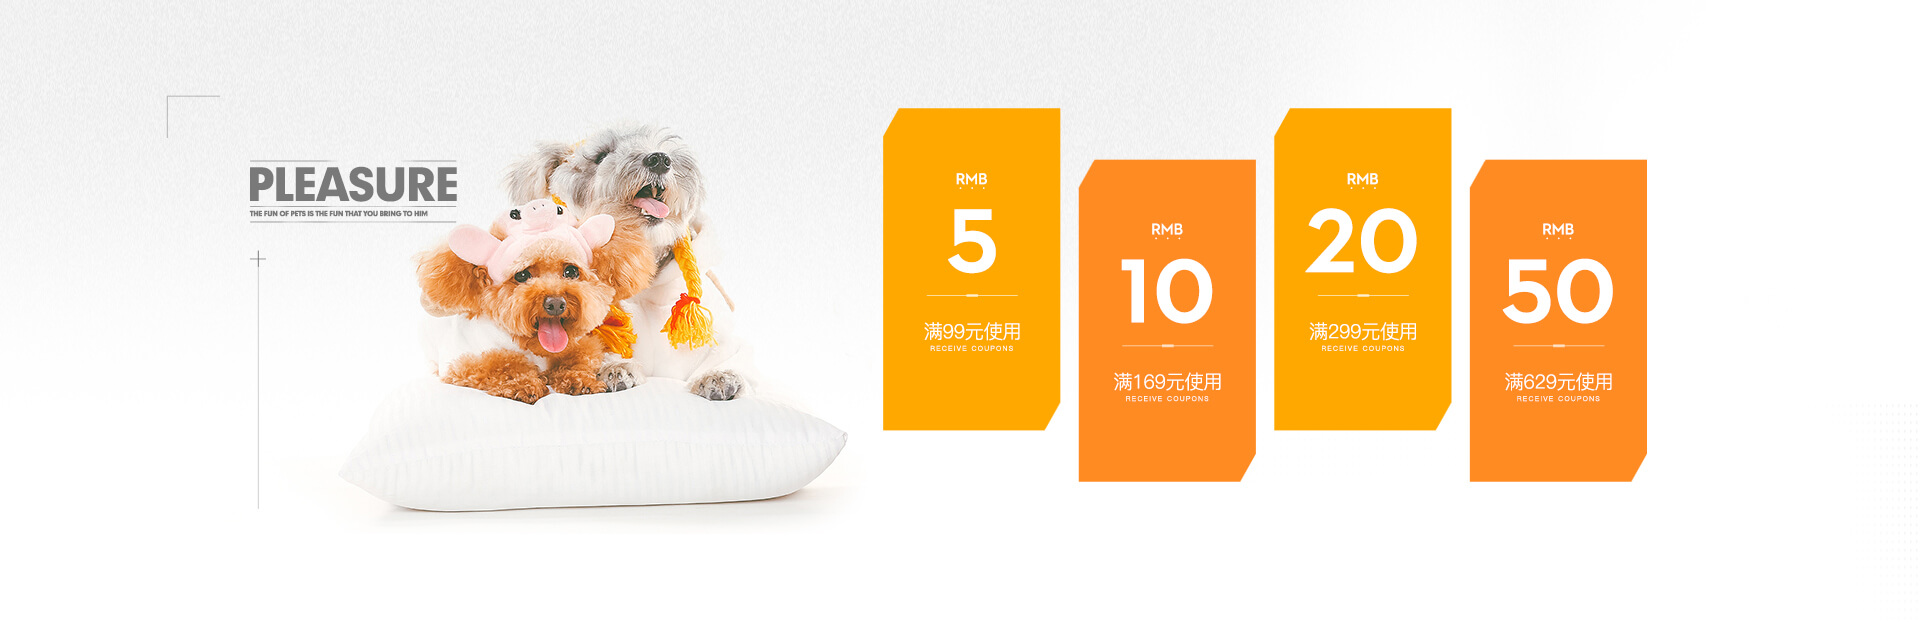 PLEASURE
THE FUN OF PETS IS THE FUN THAT YOU BRING TO HIM
RMB
5
满99元使用
RECEIVE COUPONS
RMB
10
满169元使用
RECEIVE COUPONS
RMB
20
满299元使用
RECEIVE COUPONS
RMB
50
满629元使用
RECEIVE COUPONS